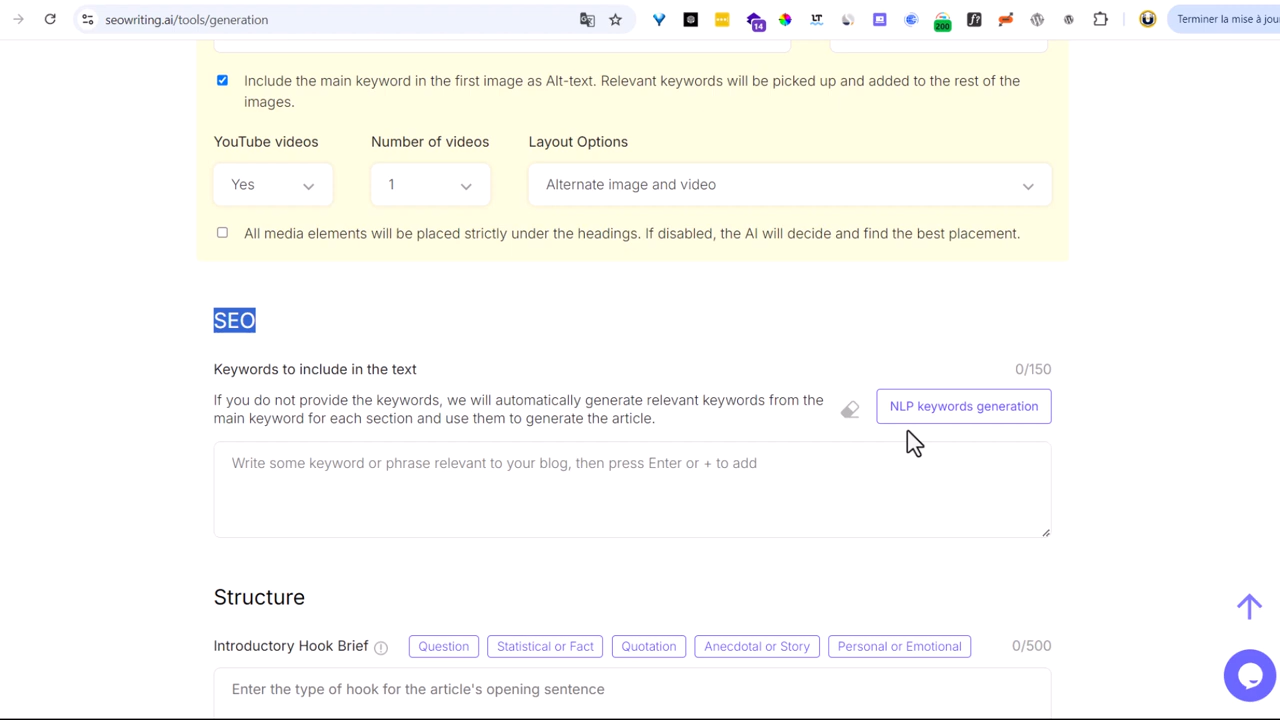 seowriting.ai/tools/generation
14
200
Terminer la mise à jou
Include the main keyword in the first image as Alt-text. Relevant keywords will be picked up and added to the rest of the
images.
YouTube videos
Number of videos
Layout Options
Yes
1
Alternate image and video
All media elements will be placed strictly under the headings. If disabled, the AI will decide and find the best placement.
SEO
Keywords to include in the text
0/150
If you do not provide the keywords, we will automatically generate relevant keywords from the
main keyword for each section and use them to generate the article.
NLP keywords generation
Write some keyword or phrase relevant to your blog, then press Enter or + to add
Structure
Introductory Hook Brief
Question
Statistical or Fact
Quotation
Anecdotal or Story
Personal or Emotional
0/500
Enter the type of hook for the article's opening sentence